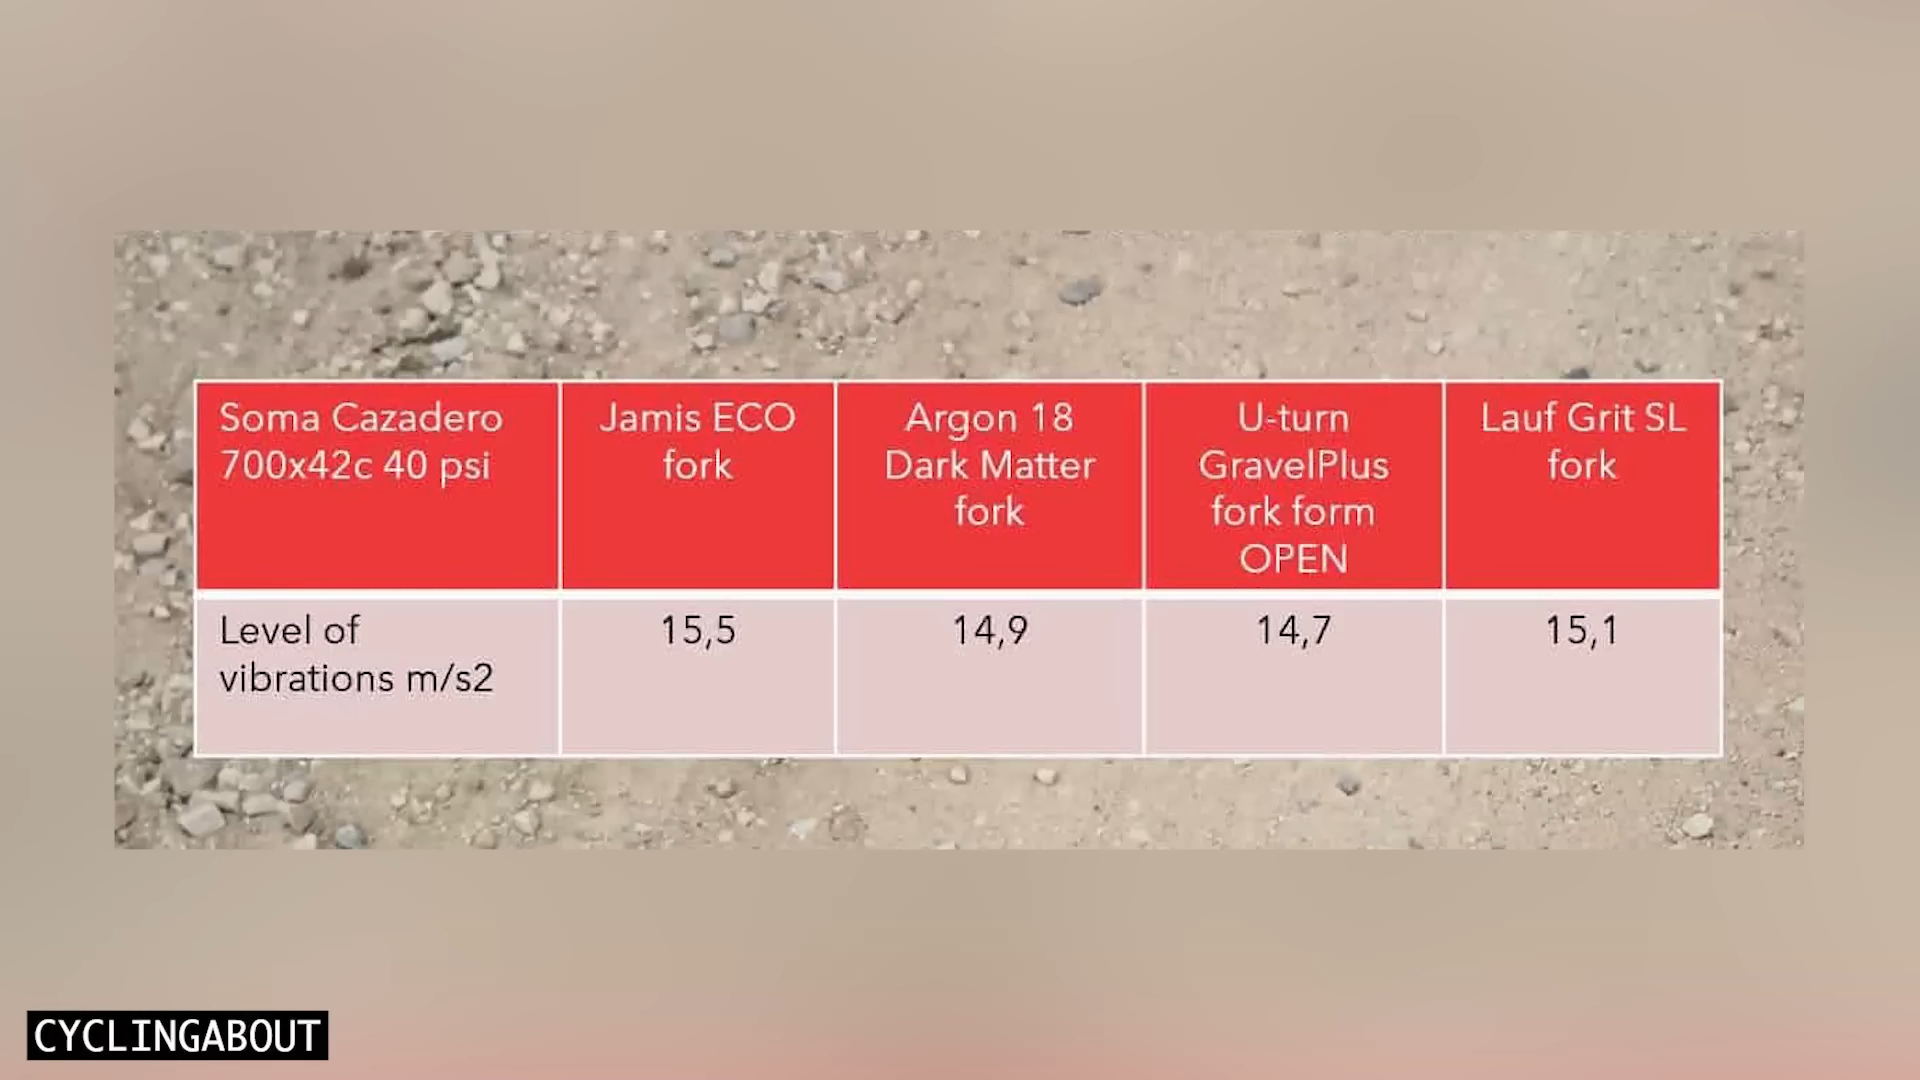 Soma Cazadero
700x42c 40 psi
Jamis ECO
fork
Argon 18
Dark Matter
fork
U-turn
GravelPlus
fork form
OPEN
Lauf Grit SL
fork
Level of
vibrations m/s2
15,5
14,9
14,7
15,1
CYCLINGABOUT